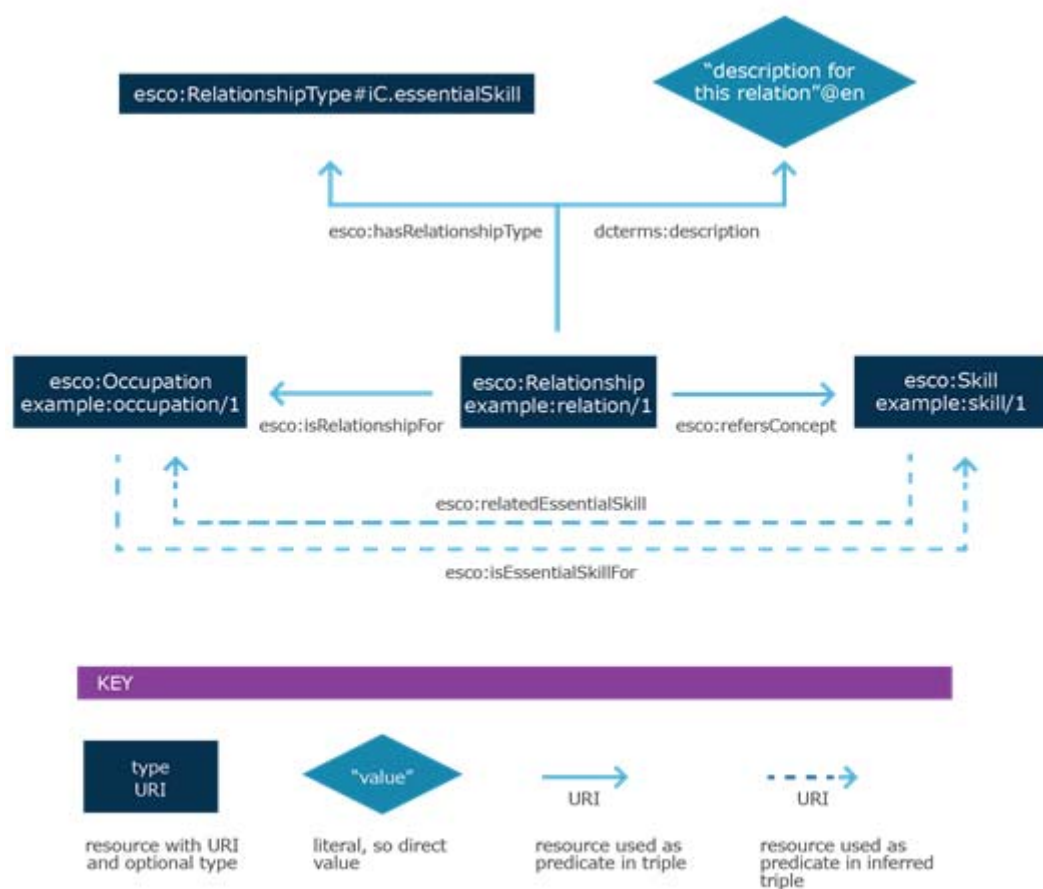 esco:RelationshipType#iC.essentialSkill
"description for
this relation"@en
esco:hasRelationshipType
dcterms:description
esco:Occupation
example:occupation/1
esco:isRelationshipFor
esco:Relationship
example:relation/1
esco:refersConcept
esco:Skill
example:skill/1
esco:relatedEssentialSkill
esco:isEssentialSkillFor
KEY
type
URI
resource with URI
and optional type
"value"
literal, so direct
value
URI
resource used as
predicate in triple
URI
resource used as
predicate in inferred
triple